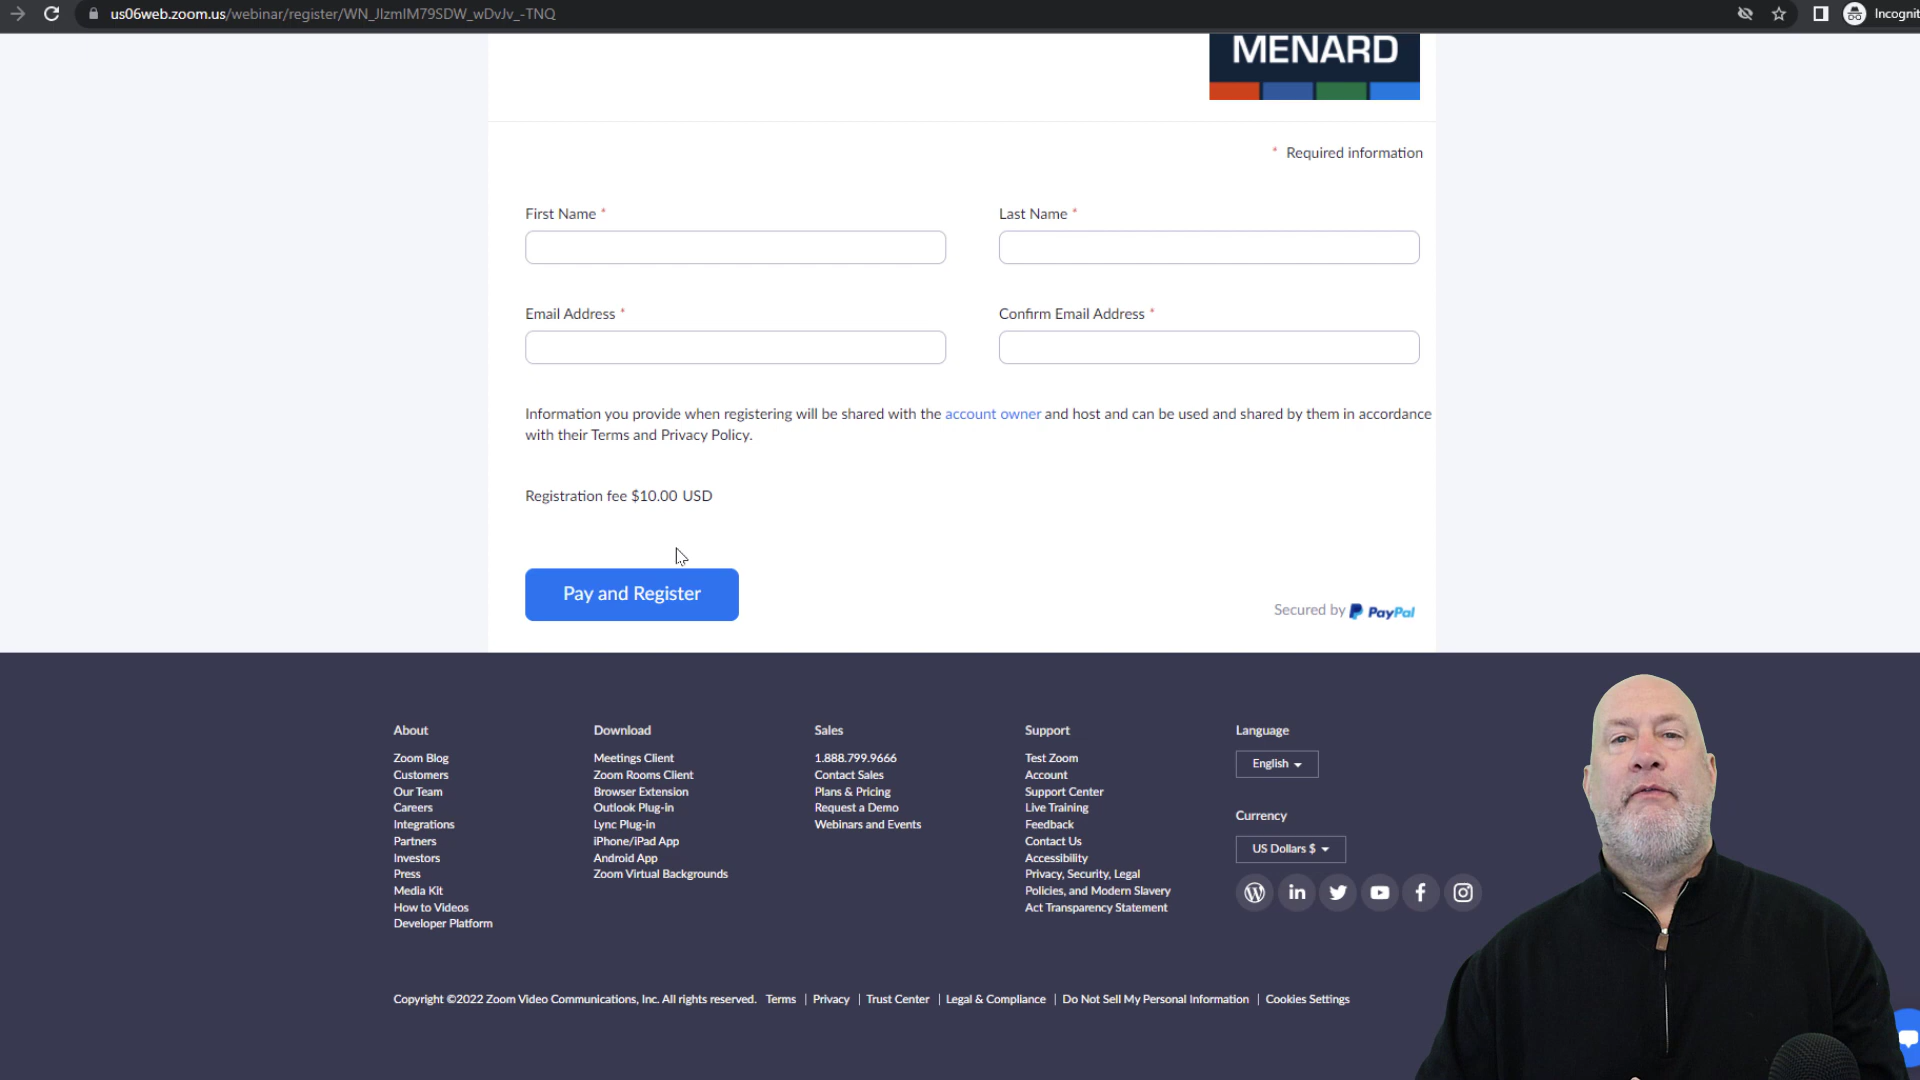 us06web.zoom.us/webinar/register/WN_JIzmIM79SDW_wDvJv_-TNQ
Incognit
MENARD
* Required information
First Name *
Last Name *
Email Address *
Confirm Email Address *
Information you provide when registering will be shared with the account owner and host and can be used and shared by them in accordance
with their Terms and Privacy Policy.
Registration fee $10.00 USD
Pay and Register
Secured by PayPal
About
Zoom Blog
Customers
Our Team
Careers
Integrations
Partners
Investors
Press
Media Kit
How to Videos
Developer Platform
Download
Meetings Client
Zoom Rooms Client
Browser Extension
Outlook Plug-in
Lync Plug-in
iPhone/iPad App
Android App
Zoom Virtual Backgrounds
Sales
1.888.799.9666
Contact Sales
Plans & Pricing
Request a Demo
Webinars and Events
Support
Test Zoom
Account
Support Center
Live Training
Feedback
Contact Us
Accessibility
Privacy, Security, Legal
Policies, and Modern Slavery
Act Transparency Statement
Language
English
Currency
US Dollars $
Copyright ©2022 Zoom Video Communications, Inc. All rights reserved. Terms | Privacy | Trust Center | Legal & Compliance | Do Not Sell My Personal Information | Cookies Settings